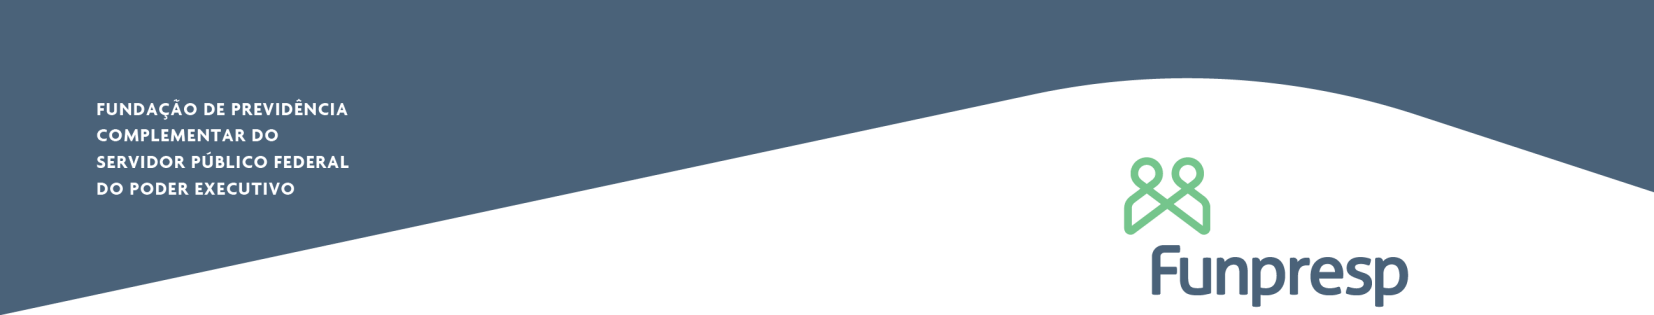 FUNDAÇÃO DE PREVIDÊNCIA
COMPLEMENTAR DO
SERVIDOR PÚBLICO FEDERAL
DO PODER EXECUTIVO
Funpresp